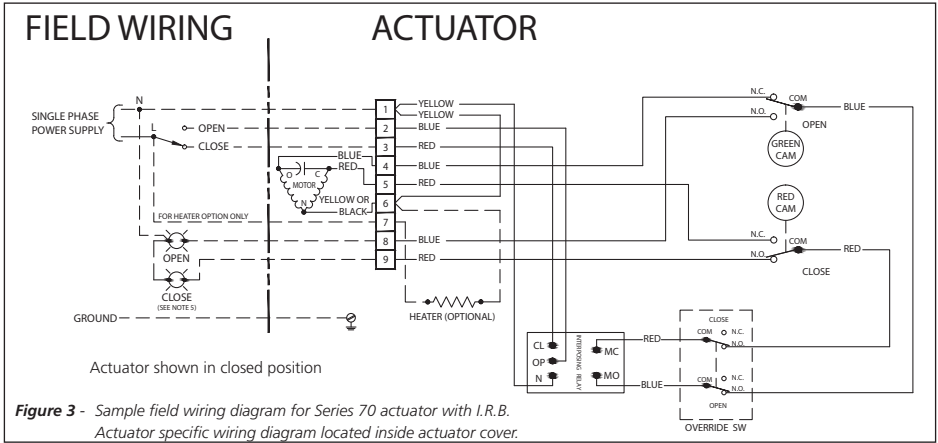 FIELD WIRING
ACTUATOR
N
SINGLE PHASE
POWER SUPPLY
L
OPEN
CLOSE
1
2
3
4
5
6
7
8
9
YELLOW
YELLOW
BLUE
RED
BLUE
RED
BLUE
RED
BLUE
RED
O
C
MOTOR
N
YELLOW OR
BLACK
FOR HEATER OPTION ONLY
OPEN
CLOSE
(SEE NOTE 5)
GROUND
HEATER (OPTIONAL)
N.C.
N.O.
COM
OPEN
BLUE
GREEN
CAM
RED
CAM
N.C.
N.O.
COM
RED
CLOSE
CL
OP
N
INTERPOSING RELAY
MC
MO
RED
BLUE
CLOSE
COM
N.C.
N.O.
COM
N.C.
N.O.
OPEN
OVERRIDE SW
Actuator shown in closed position
Figure 3 - Sample field wiring diagram for Series 70 actuator with I.R.B.
Actuator specific wiring diagram located inside actuator cover.